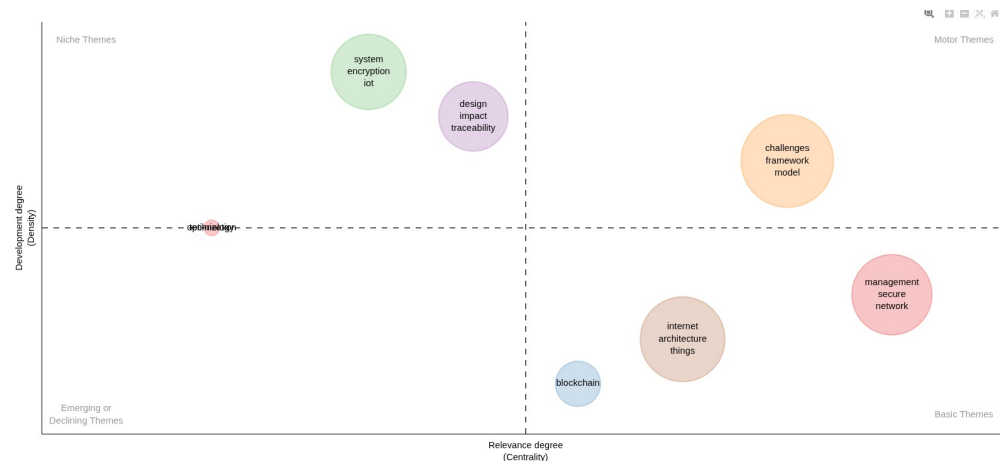 Niche Themes
Motor Themes
system
encryption
iot
design
impact
traceability
challenges
framework
model
Development degree
(Density)
management
secure
network
internet
architecture
things
blockchain
Emerging or
Declining Themes
Basic Themes
Relevance degree
(Centrality)